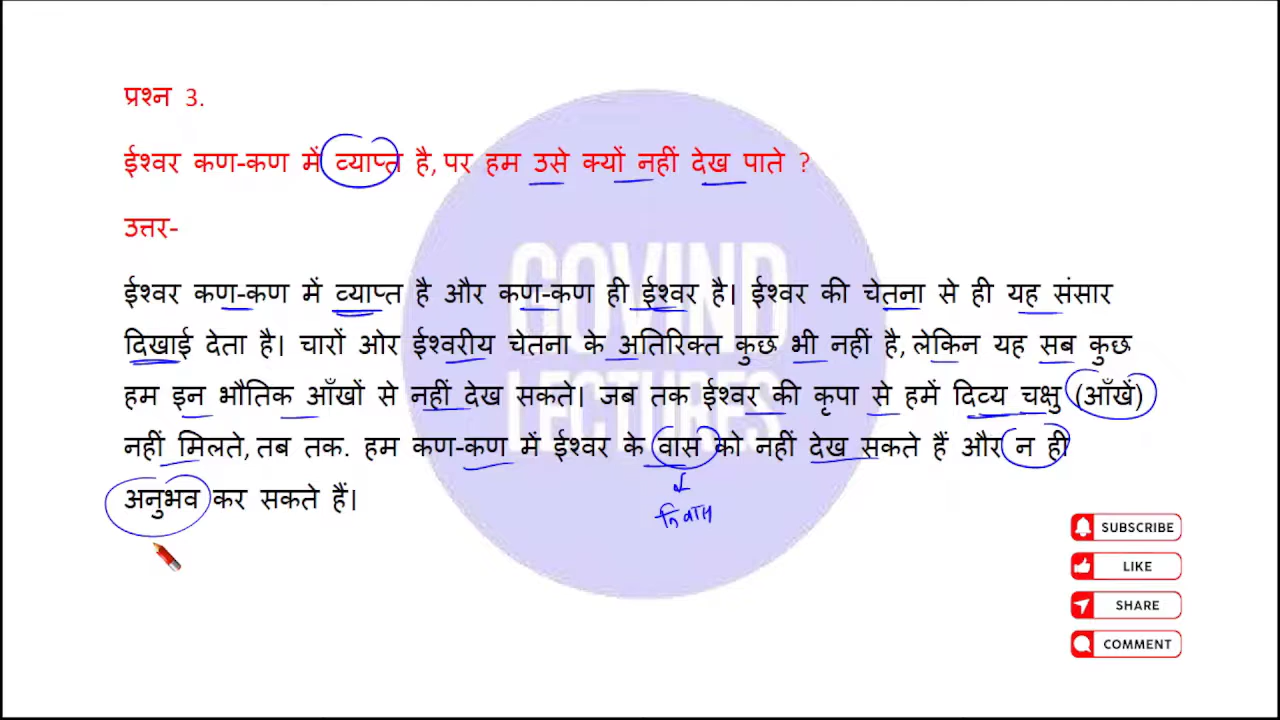 प्रश्न 3.
ईश्वर कण-कण में व्याप्त है, पर हम उसे क्यों नहीं देख पाते ?
उत्तर-
ईश्वर कण-कण में व्याप्त है और कण-कण ही ईश्वर है। ईश्वर की चेतना से ही यह संसार
दिखाई देता है। चारों ओर ईश्वरीय चेतना के अतिरिक्त कुछ भी नहीं है, लेकिन यह सब कुछ
हम इन भौतिक आँखों से नहीं देख सकते। जब तक ईश्वर की कृपा से हमें दिव्य चक्षु (आँखें)
नहीं मिलते, तब तक. हम कण-कण में ईश्वर के वास को नहीं देख सकते हैं और न ही
अनुभव कर सकते हैं।
निवास
GOVIND
LECTURES
SUBSCRIBE
LIKE
SHARE
COMMENT